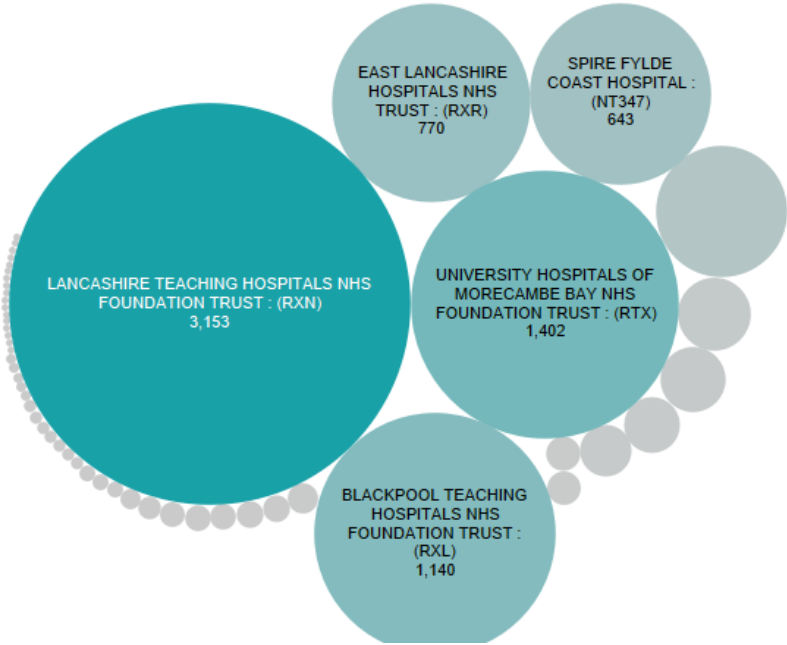 EAST LANCASHIRE
HOSPITALS NHS
TRUST : (RXR)
770
SPIRE FYLDE
COAST HOSPITAL :
(NT347)
643
LANCASHIRE TEACHING HOSPITALS NHS
FOUNDATION TRUST : (RXN)
3,153
UNIVERSITY HOSPITALS OF
MORECAMBE BAY NHS
FOUNDATION TRUST : (RTX)
1,402
BLACKPOOL TEACHING
HOSPITALS NHS
FOUNDATION TRUST :
(RXL)
1,140